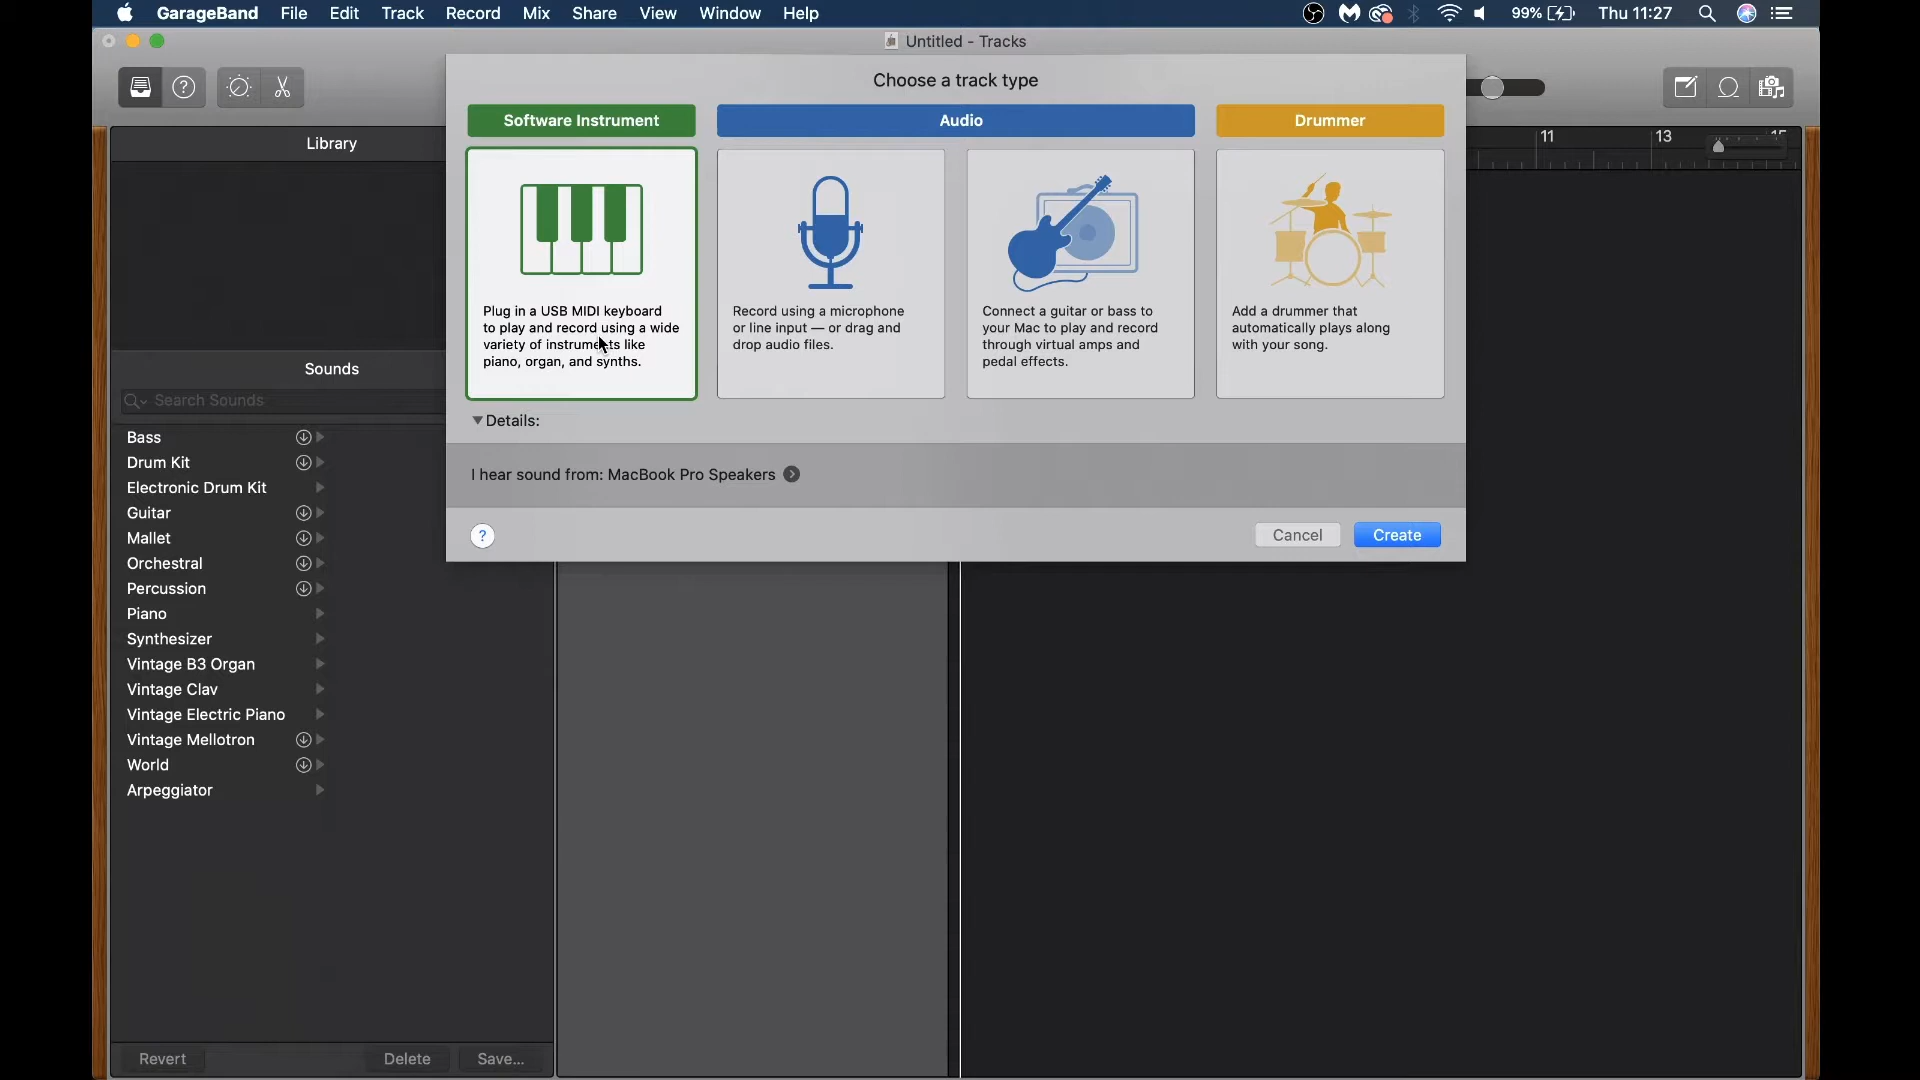 GarageBand File Edit Track Record Mix Share View Window Help 99% Thu 11:27
Untitled - Tracks
Choose a track type
Software Instrument Audio Drummer
Library
11 13 15
Plug in a USB MIDI keyboard
to play and record using a wide
variety of instruments like
piano, organ, and synths.
Record using a microphone
or line input — or drag and
drop audio files.
Connect a guitar or bass to
your Mac to play and record
through virtual amps and
pedal effects.
Add a drummer that
automatically plays along
with your song.
Details:
I hear sound from: MacBook Pro Speakers
? Cancel Create
Sounds
Search Sounds
Bass
Drum Kit
Electronic Drum Kit
Guitar
Mallet
Orchestral
Percussion
Piano
Synthesizer
Vintage B3 Organ
Vintage Clav
Vintage Electric Piano
Vintage Mellotron
World
Arpeggiator
Revert Delete Save...